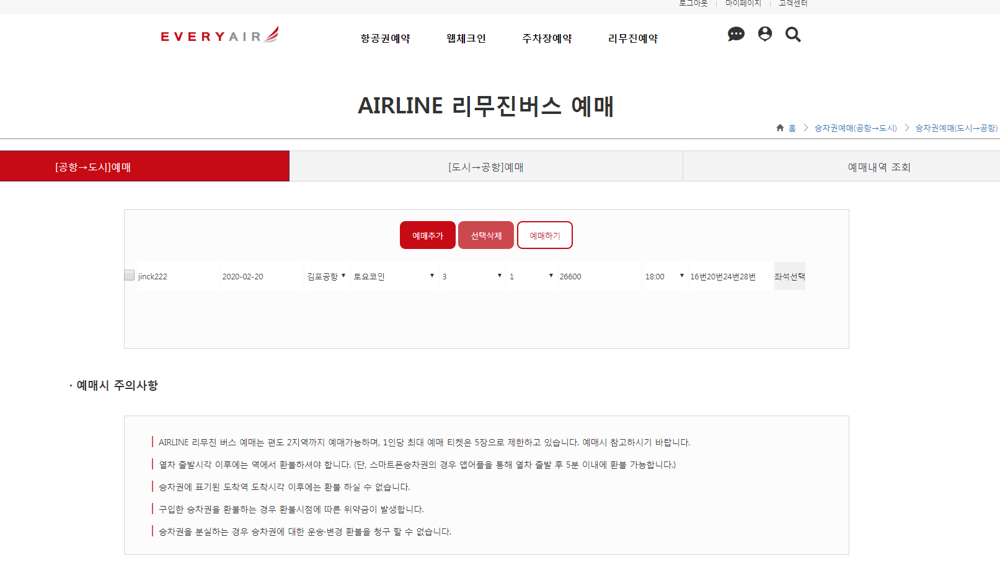 로그아웃 마이페이지 고객센터
EVERYAIR 항공권예약 웹체크인 주차장예약 리무진예약
AIRLINE 리무진버스 예매
홈 승차권예매(공항→도시) 승차권예매(도시→공항)
[공항→도시]예매 [도시→공항]예매 예매내역 조회
예매추가 선택삭제 예매하기
jinck222 2020-02-20 김포공항 토요코인 3 1 26600 18:00 16번20번24번28번 좌석선택
· 예매시 주의사항
AIRLINE 리무진 버스 예매는 편도 2지역까지 예매가능하며, 1인당 최대 예매 티켓은 5장으로 제한하고 있습니다. 예매시 참고하시기 바랍니다.
열차 출발시각 이후에는 역에서 환불하셔야 합니다. (단, 스마트폰승차권의 경우 앱어플을 통해 열차 출발 후 5분 이내에 환불 가능합니다.)
승차권에 표기된 도착역 도착시각 이후에는 환불 하실 수 없습니다.
구입한 승차권을 환불하는 경우 환불시점에 따른 위약금이 발생합니다.
승차권을 분실하는 경우 승차권에 대한 운송·변경 환불을 청구 할 수 없습니다.